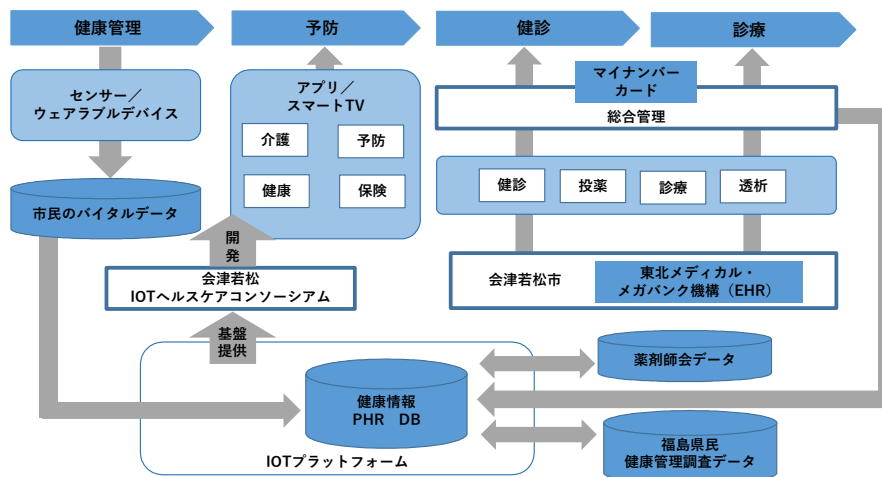 健康管理
予防
健診
診療
センサー／
ウェアラブルデバイス
アプリ／
スマートTV
介護
予防
健康
保険
マイナンバー
カード
総合管理
健診
投薬
診療
透析
市民のバイタルデータ
開
発
会津若松
IOTヘルスケアコンソーシアム
会津若松市
東北メディカル・
メガバンク機構（EHR）
基盤
提供
健康情報
PHR　DB
IOTプラットフォーム
薬剤師会データ
福島県民
健康管理調査データ